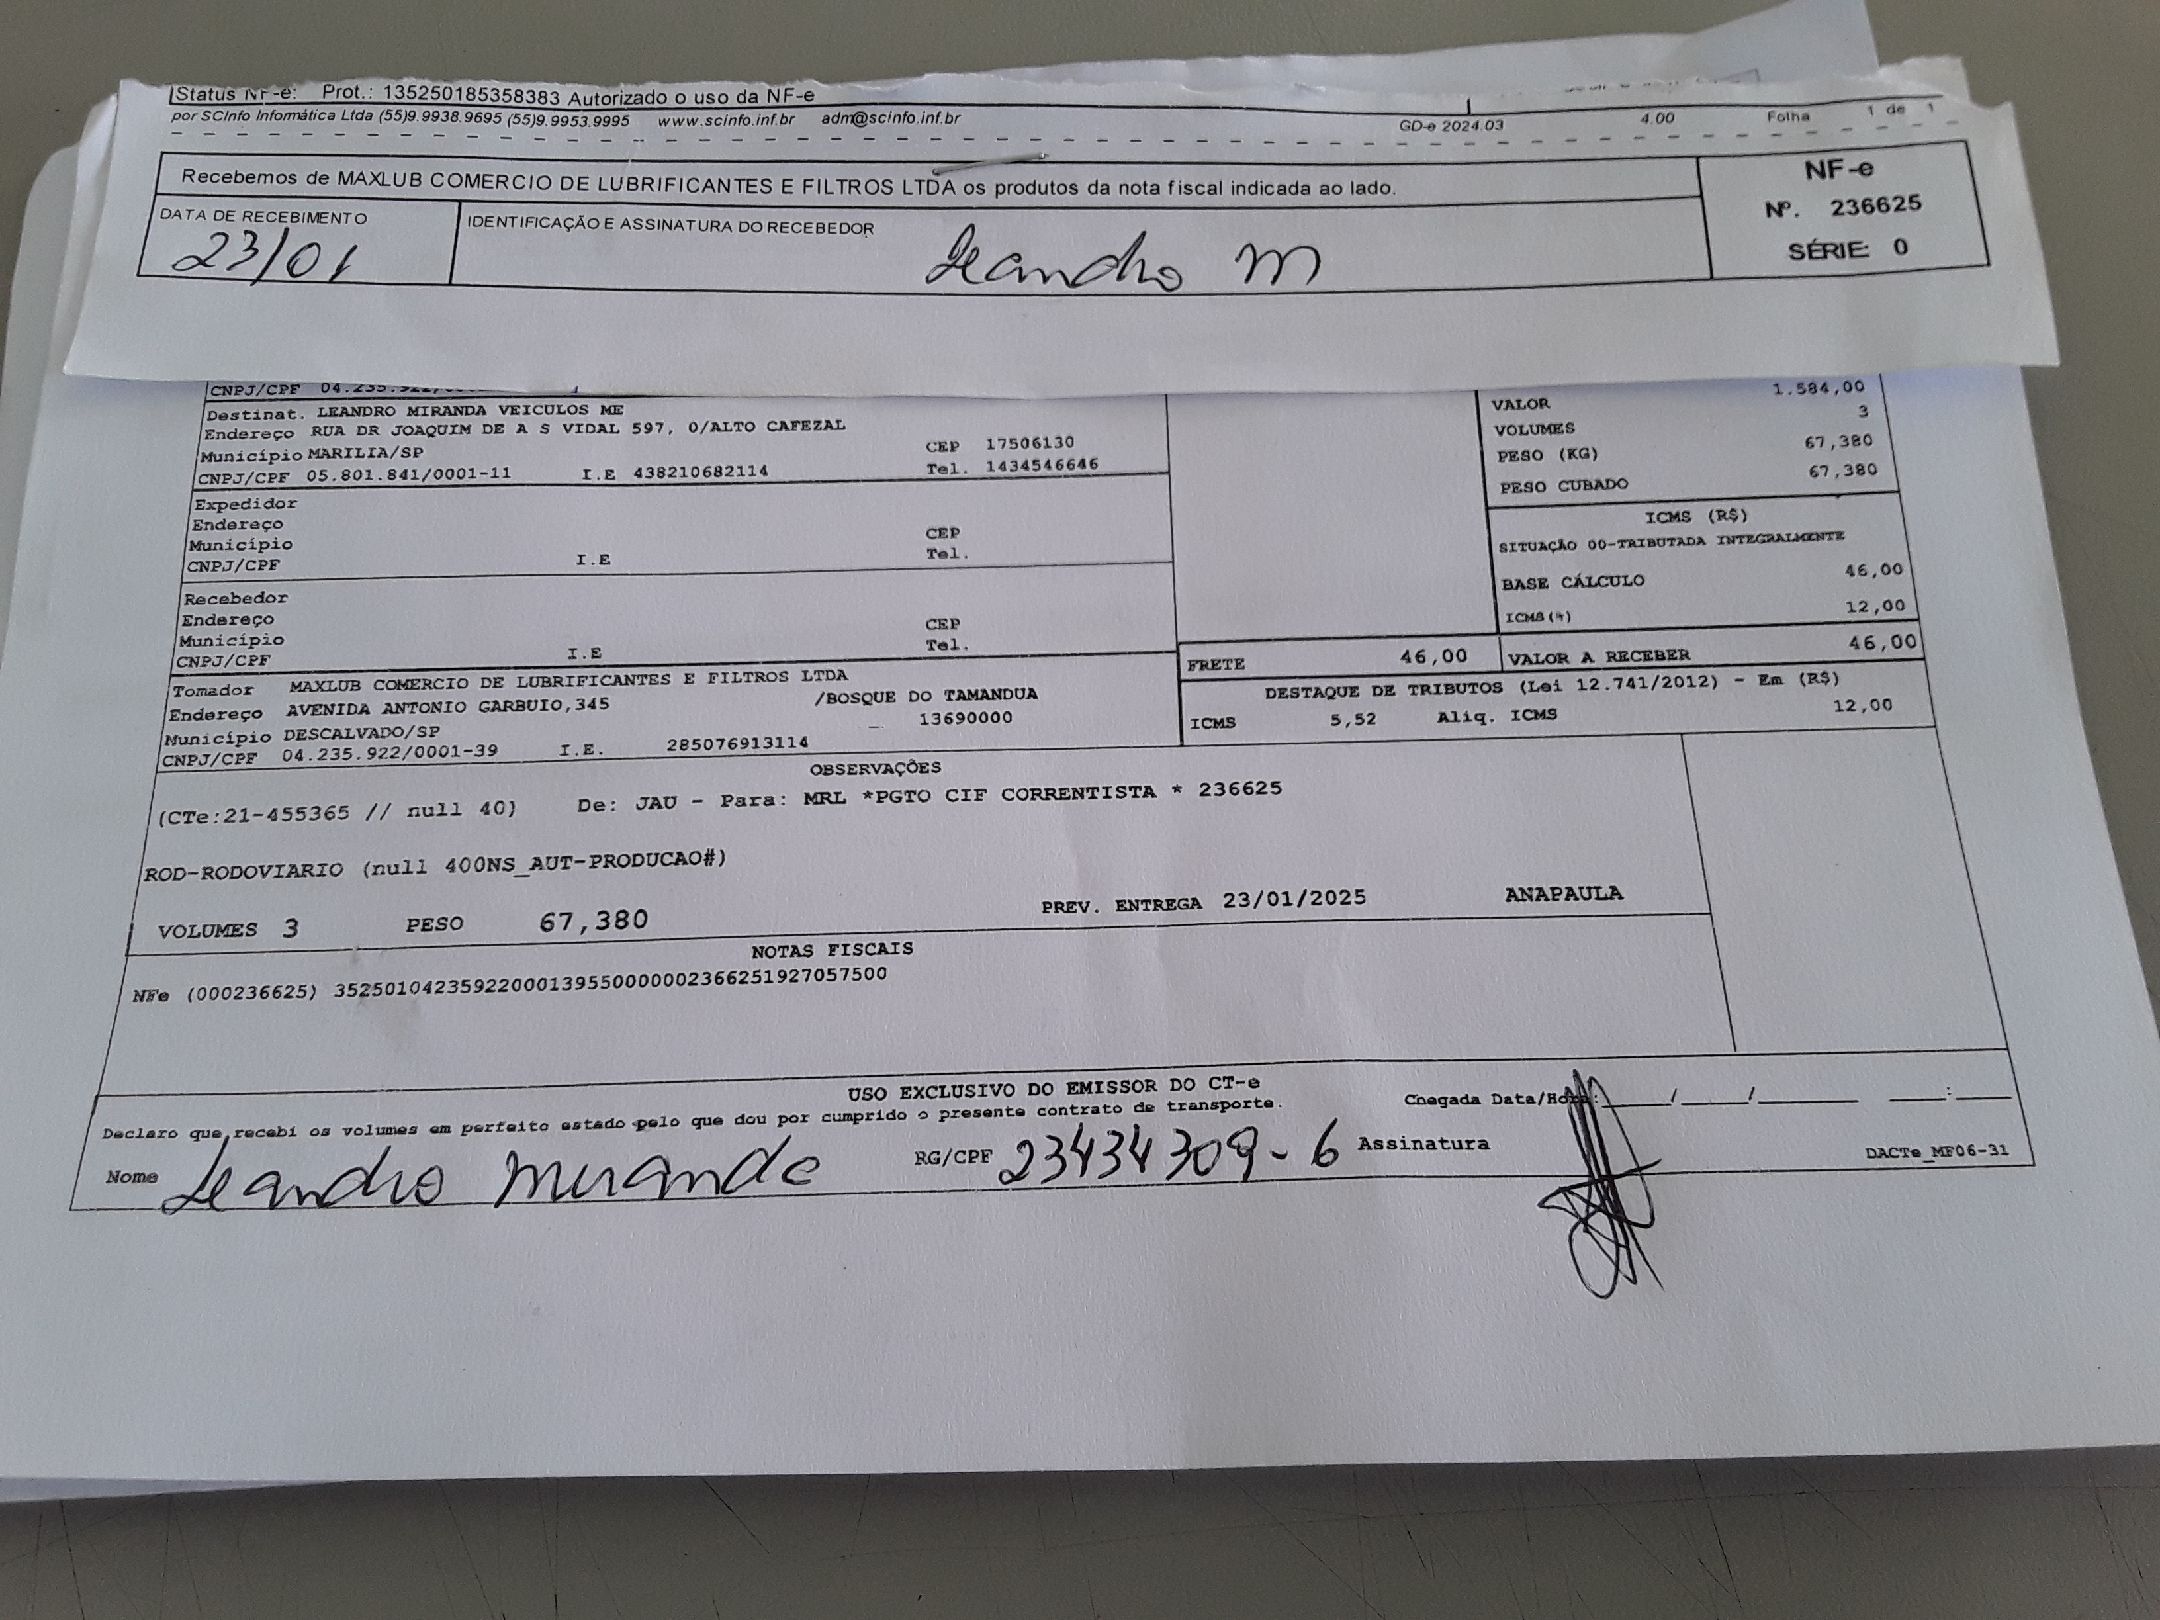 Status NF-e: Prot.: 135250185358383 Autorizado o uso da NF-e
por SCInfo Informática Ltda (55)9.9938.9695 (55)9.9953.9995 www.scinfo.inf.br adm@scinfo.inf.br GD-e 2024.03 4.00 Folha 1 de 1
Recebemos de MAXLUB COMERCIO DE LUBRIFICANTES E FILTROS LTDA os produtos da nota fiscal indicada ao lado.
NF-e
Nº. 236625
SÉRIE: 0
DATA DE RECEBIMENTO
23/01
IDENTIFICAÇÃO E ASSINATURA DO RECEBEDOR
Leandro M
CNPJ/CPF 04.235.922/
Destinat. LEANDRO MIRANDA VEICULOS ME
Endereço RUA DR JOAQUIM DE A S VIDAL 597, 0/ALTO CAFEZAL
Município MARILIA/SP CEP 17506130
CNPJ/CPF 05.801.841/0001-11 I.E 438210682114 Tel. 1434546646
Expedidor
Endereço
Município CEP
CNPJ/CPF I.E Tel.
Recebedor
Endereço
Município CEP
CNPJ/CPF I.E Tel.
Tomador MAXLUB COMERCIO DE LUBRIFICANTES E FILTROS LTDA
Endereço AVENIDA ANTONIO GARBUIO,345 /BOSQUE DO TAMANDUA
Município DESCALVADO/SP 13690000
CNPJ/CPF 04.235.922/0001-39 I.E. 285076913114
VALOR 1.584,00
VOLUMES 3
PESO (KG) 67,380
PESO CUBADO 67,380
ICMS (R$)
SITUAÇÃO 00-TRIBUTADA INTEGRALMENTE
BASE CÁLCULO 46,00
ICMS(%) 12,00
FRETE 46,00 VALOR A RECEBER 46,00
DESTAQUE DE TRIBUTOS (Lei 12.741/2012) - Em (R$)
ICMS 5,52 Aliq. ICMS 12,00
OBSERVAÇÕES
(CTe:21-455365 // null 40) De: JAU - Para: MRL *PGTO CIF CORRENTISTA * 236625
ROD-RODOVIARIO (null 400NS_AUT-PRODUCAO#)
VOLUMES 3 PESO 67,380 PREV. ENTREGA 23/01/2025 ANAPAULA
NOTAS FISCAIS
NFe (000236625) 35250104235922000139550000002366251927057500
USO EXCLUSIVO DO EMISSOR DO CT-e
Declaro que recebi os volumes em perfeito estado pelo que dou por cumprido o presente contrato de transporte. Chegada Data/Hora: ____/____/______ ____:____
Nome Leandro Miranda RG/CPF 23434309-6 Assinatura
DACTe_MF06-31